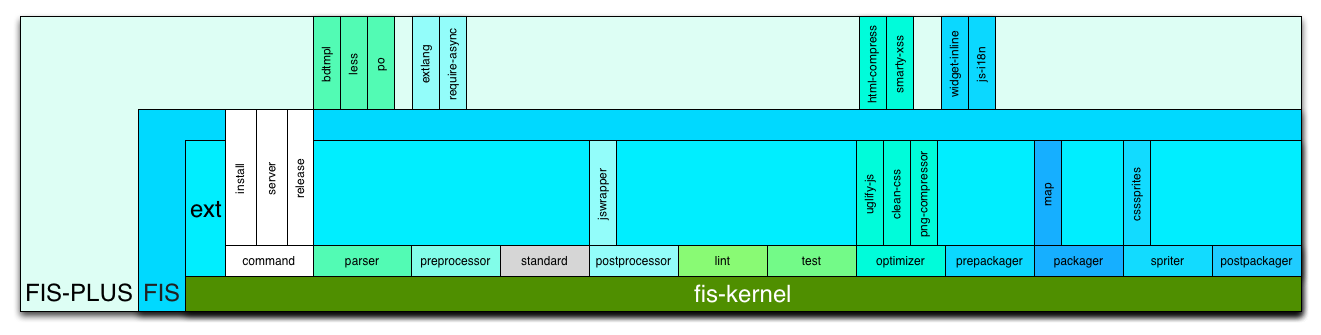 bdtmpl
less
po
extlang
require-async
html-compress
smarty-xss
widget-inline
js-i18n
install
server
release
jswrapper
uglify-js
clean-css
png-compressor
map
csssprites
ext
command
parser
preprocessor
standard
postprocessor
lint
test
optimizer
prepackager
packager
spriter
postpackager
FIS-PLUS
FIS
fis-kernel